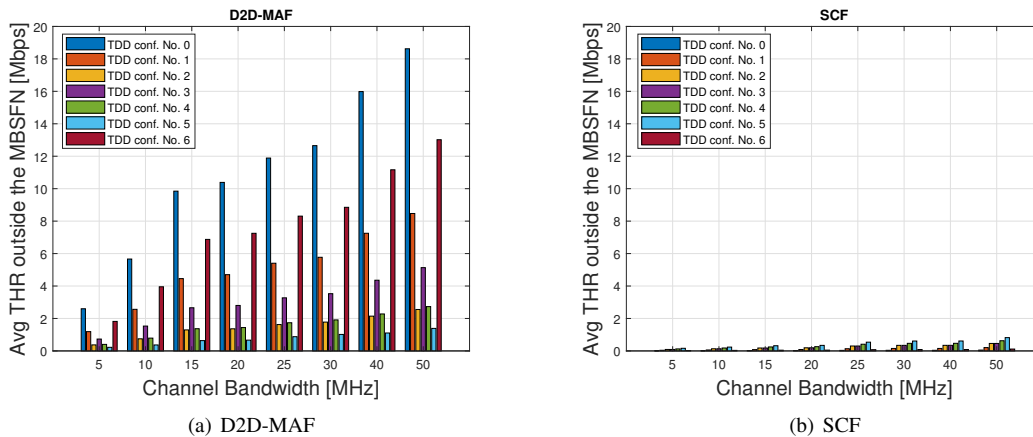 D2D-MAF
Avg THR outside the MBSFN [Mbps]
20
18
16
14
12
10
8
6
4
2
0
TDD conf. No. 0
TDD conf. No. 1
TDD conf. No. 2
TDD conf. No. 3
TDD conf. No. 4
TDD conf. No. 5
TDD conf. No. 6
5 10 15 20 25 30 40 50
Channel Bandwidth [MHz]
(a) D2D-MAF
SCF
Avg THR outside the MBSFN [Mbps]
20
18
16
14
12
10
8
6
4
2
0
TDD conf. No. 0
TDD conf. No. 1
TDD conf. No. 2
TDD conf. No. 3
TDD conf. No. 4
TDD conf. No. 5
TDD conf. No. 6
5 10 15 20 25 30 40 50
Channel Bandwidth [MHz]
(b) SCF